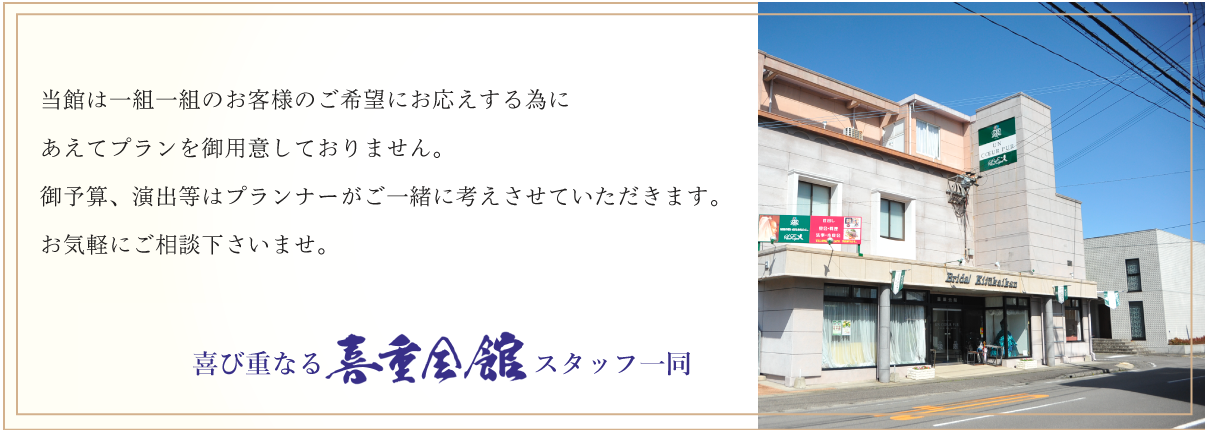 当館は一組一組のお客様のご希望にお応えする為に
あえてプランを御用意しておりません。
御予算、演出等はプランナーがご一緒に考えさせていただきます。
お気軽にご相談下さいませ。
喜び重なる喜重会館スタッフ一同
UN
CŒUR PUR
Bridal Kijūkaikan